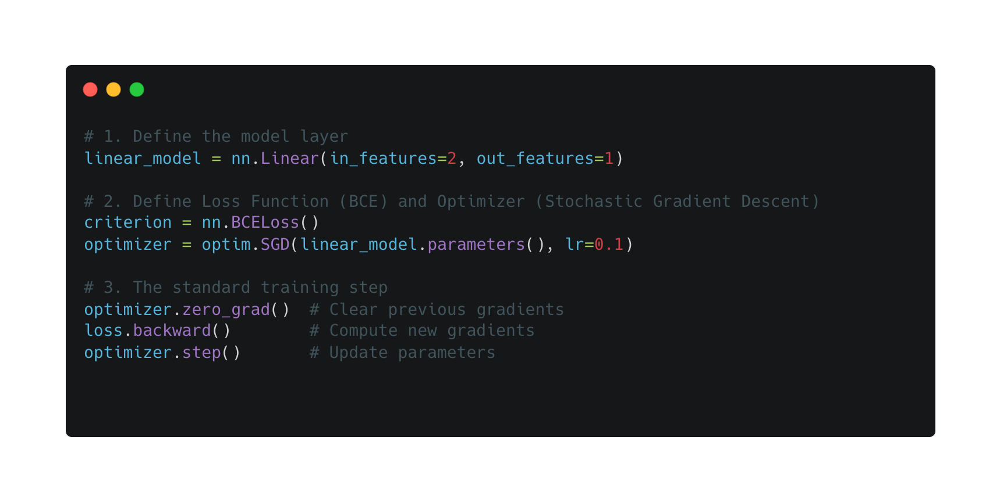 # 1. Define the model layer
linear_model = nn.Linear(in_features=2, out_features=1)
# 2. Define Loss Function (BCE) and Optimizer (Stochastic Gradient Descent)
criterion = nn.BCELoss()
optimizer = optim.SGD(linear_model.parameters(), lr=0.1)
# 3. The standard training step
optimizer.zero_grad()  # Clear previous gradients
loss.backward()        # Compute new gradients
optimizer.step()       # Update parameters